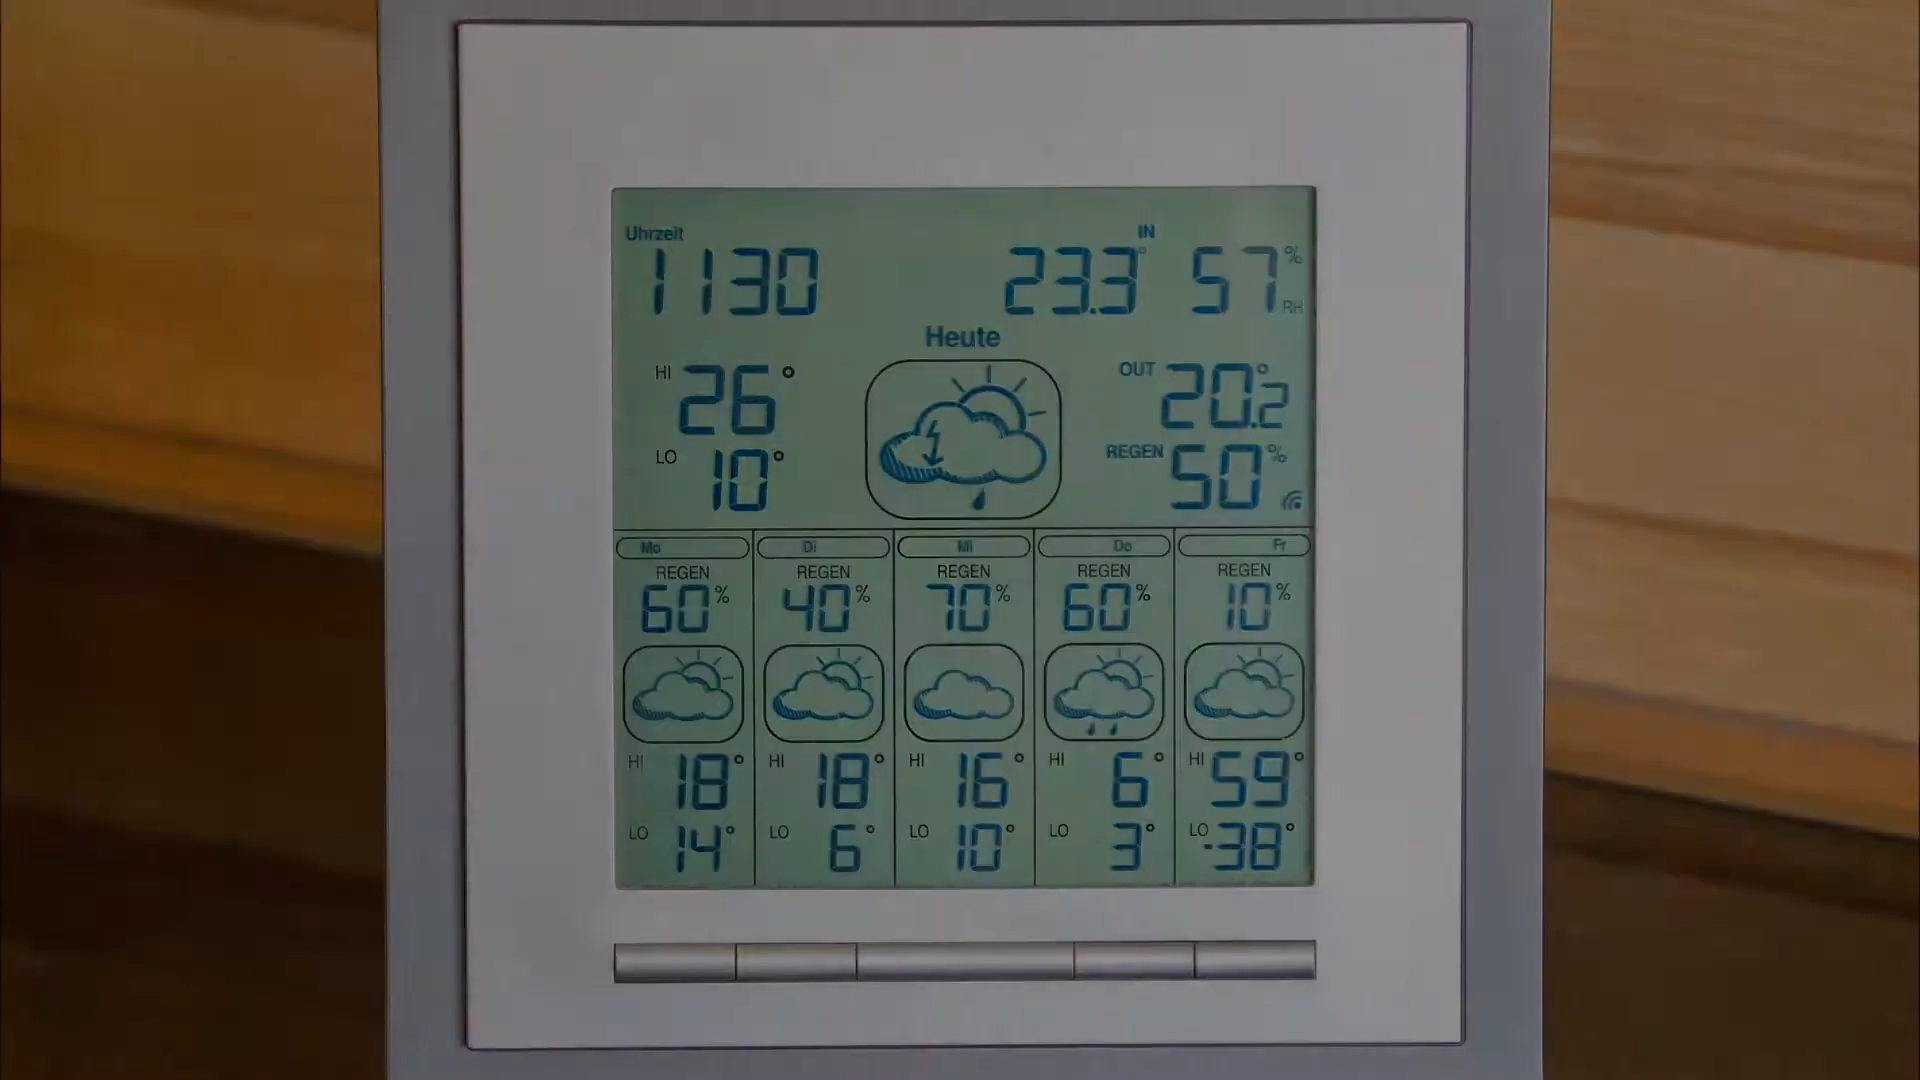 Uhrzeit IN
1130 23.3° 57 % RH
Heute
HI 26° OUT 20.2°
LO 10° REGEN 50 %
Mo Di Mi Do Fr
REGEN REGEN REGEN REGEN REGEN
60% 40% 70% 60% 10%
HI 18° HI 18° HI 16° HI 6° HI 59°
LO 14° LO 6° LO 10° LO 3° LO -38°